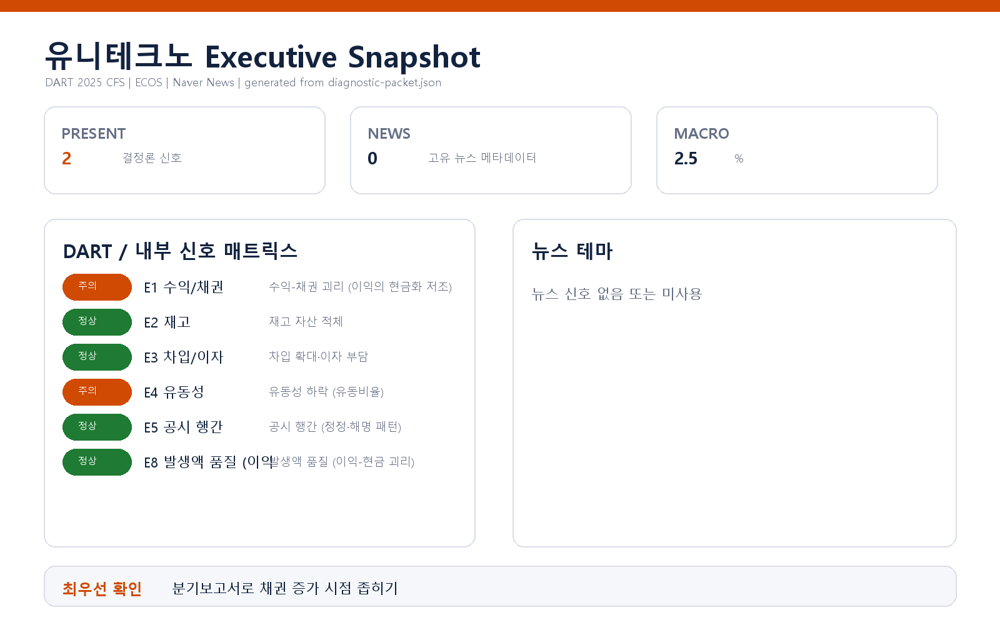 유니테크노 Executive Snapshot
DART 2025 CFS | ECOS | Naver News | generated from diagnostic-packet.json
PRESENT
2 결정론 신호
NEWS
0 고유 뉴스 메타데이터
MACRO
2.5 %
DART / 내부 신호 매트릭스
주의 E1 수익/채권 수익-채권 괴리 (이익의 현금화 저조)
정상 E2 재고 재고 자산 적체
정상 E3 차입/이자 차입 확대·이자 부담
주의 E4 유동성 유동성 하락 (유동비율)
정상 E5 공시 행간 공시 행간 (정정·해명 패턴)
정상 E8 발생액 품질 (이익 발생액 품질 (이익-현금 괴리)
뉴스 테마
뉴스 신호 없음 또는 미사용
최우선 확인 분기보고서로 채권 증가 시점 좁히기